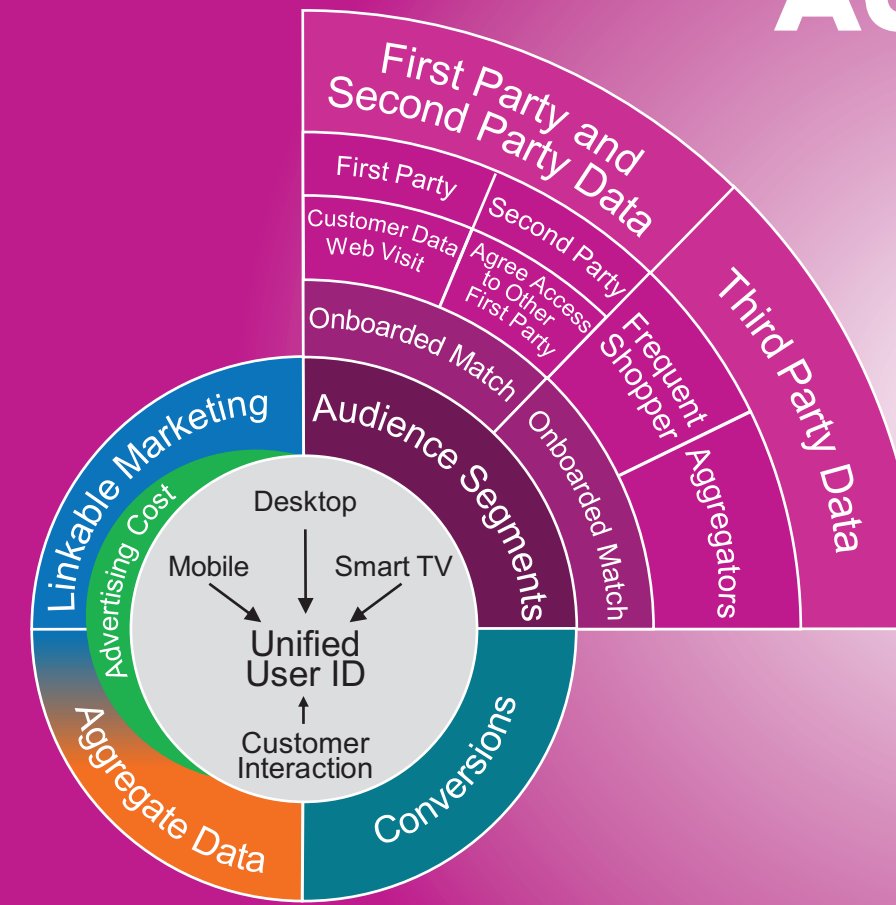 First Party and
Second Party Data
First Party
Second Party
Customer Data
Web Visit
Agree Access
to Other
First Party
Onboarded Match
Third Party Data
Frequent
Shopper
Aggregators
Onboarded Match
Audience Segments
Linkable Marketing
Advertising Cost
Desktop
Mobile
Smart TV
Unified
User ID
Customer
Interaction
Aggregate Data
Conversions